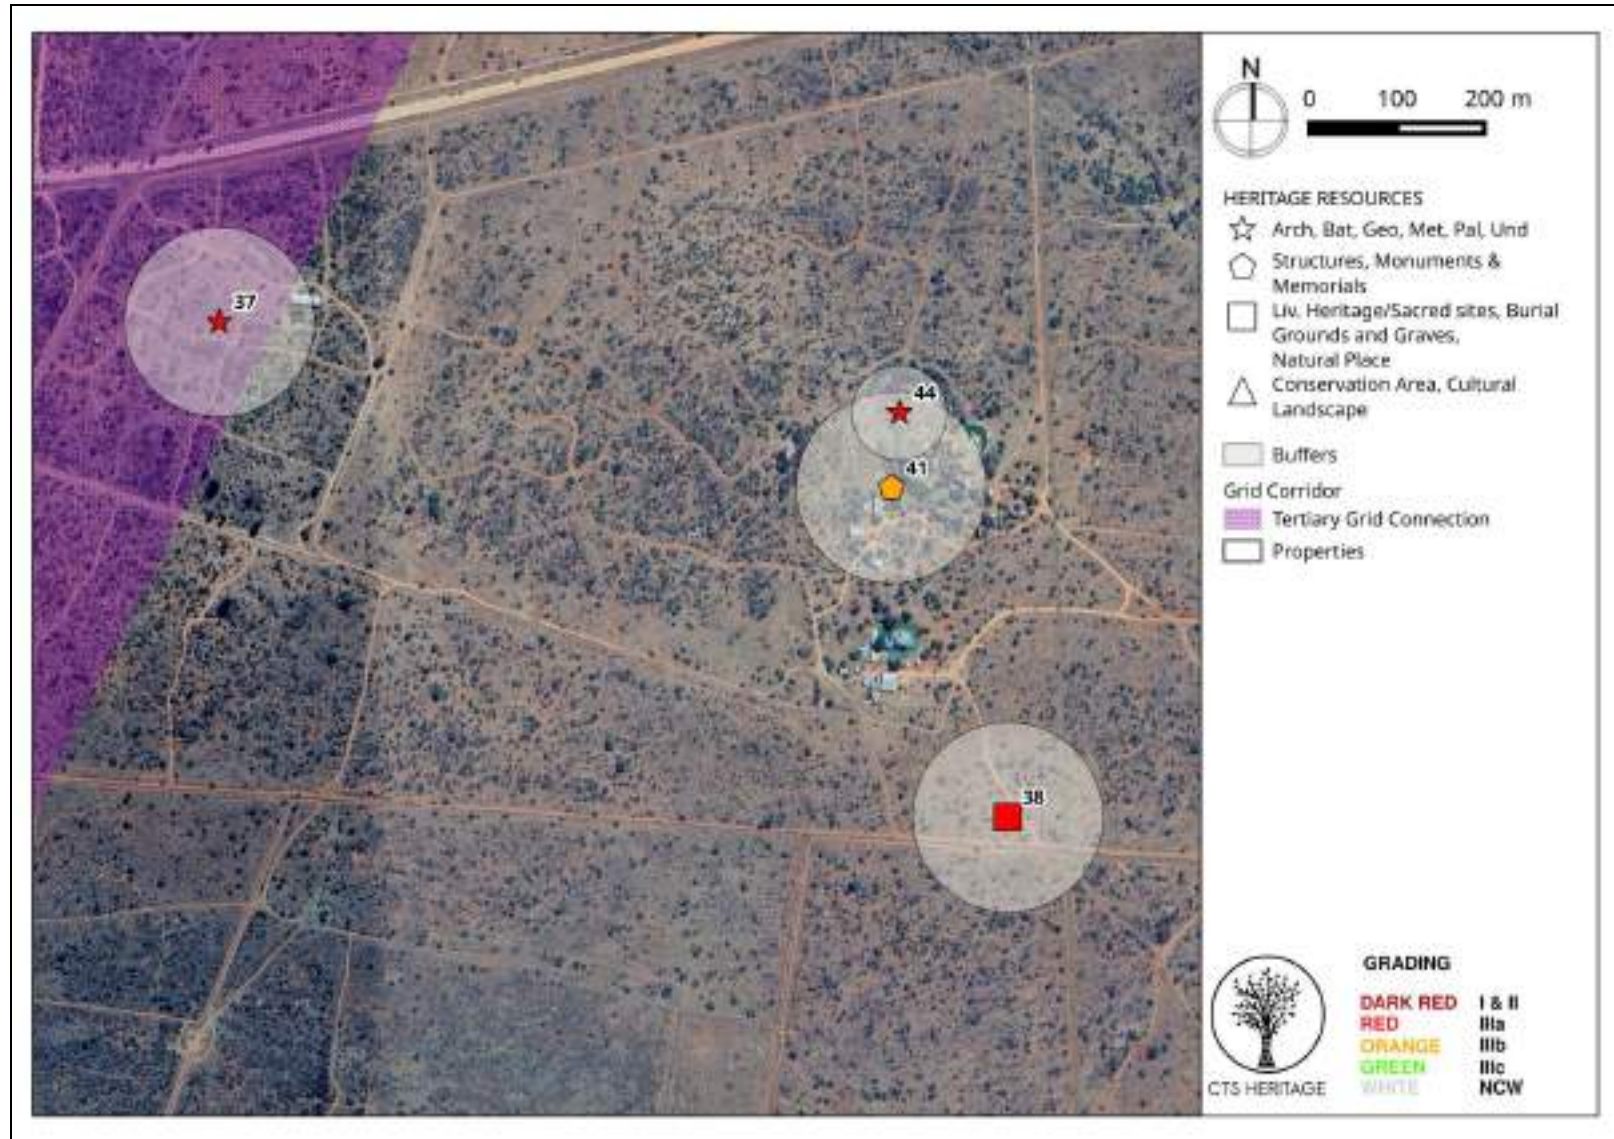 N
0 100 200 m
HERITAGE RESOURCES
Arch, Bat, Geo, Met, Pal, Und
Structures, Monuments &
Memorials
Liv. Heritage/Sacred sites, Burial
Grounds and Graves,
Natural Place
Conservation Area, Cultural
Landscape
Buffers
Grid Corridor
Tertiary Grid Connection
Properties
37
44
41
38
GRADING
DARK RED I & II
RED IIIa
ORANGE IIIb
GREEN IIIc
WHITE NCW
CTS HERITAGE